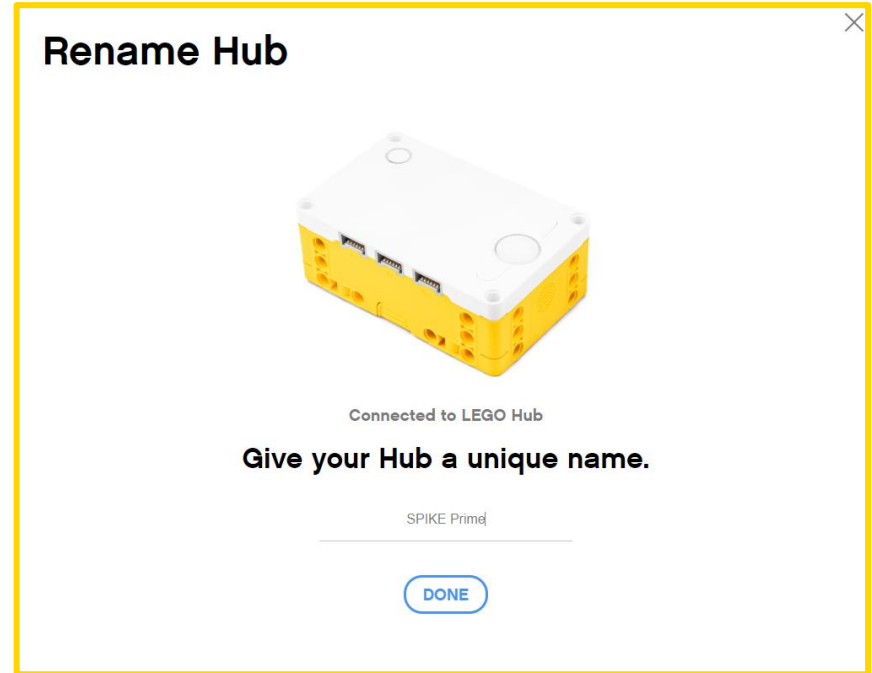 Rename Hub
Connected to LEGO Hub
Give your Hub a unique name.
SPIKE Prime
DONE